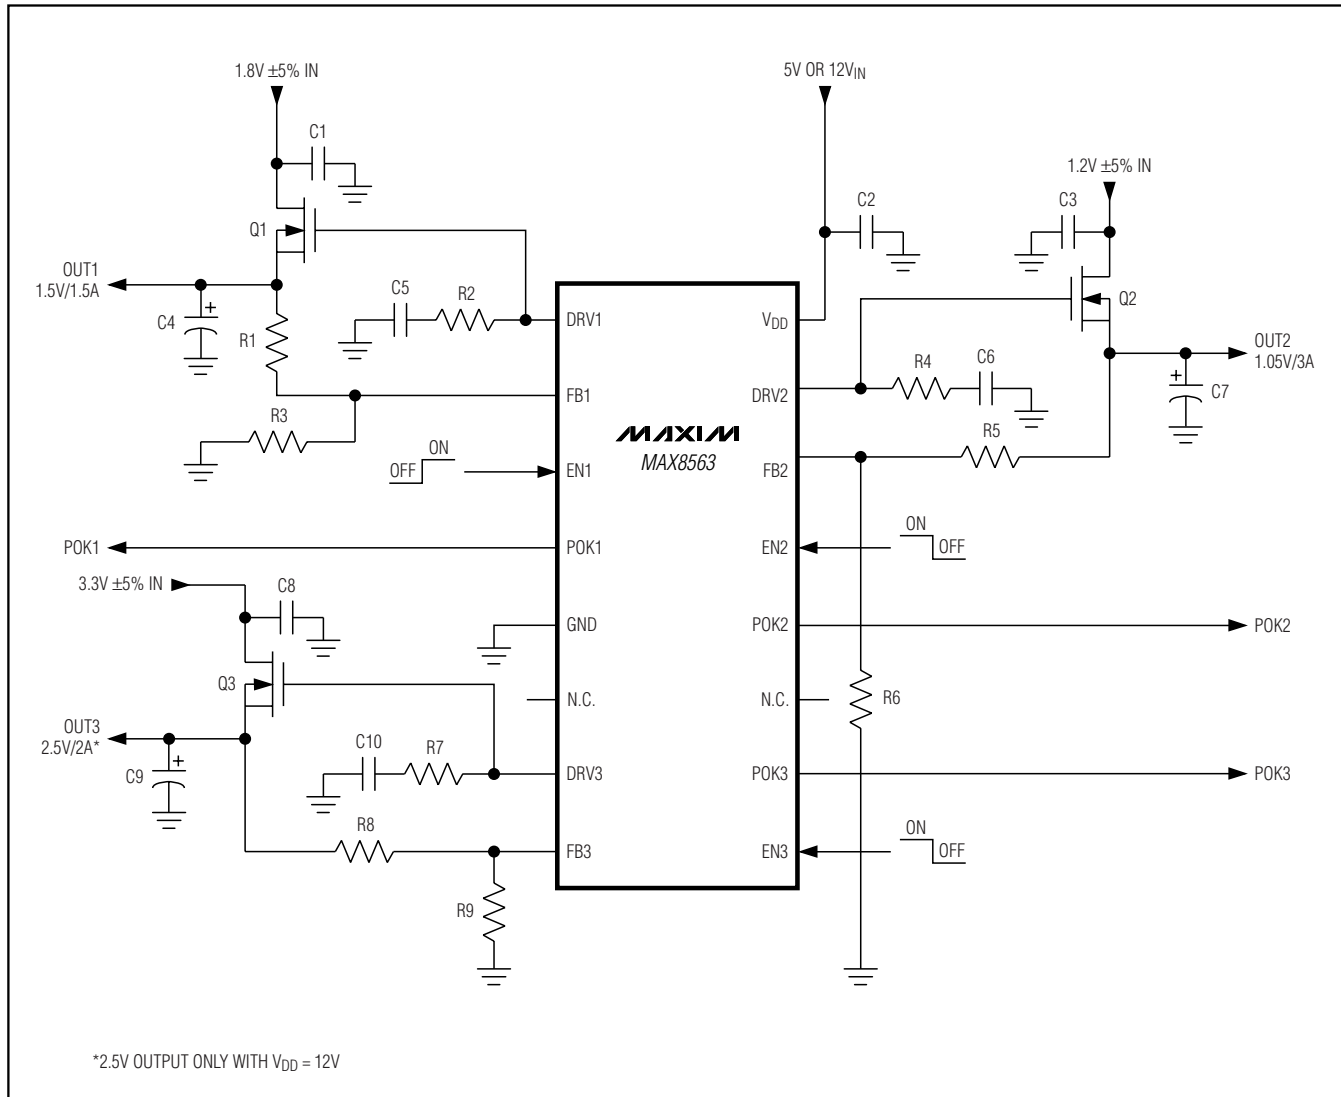 1.8V ±5% IN
5V OR 12VIN
C1
1.2V ±5% IN
C2
C3
Q1
OUT1
1.5V/1.5A
C5
R2
Q2
C4
+
R1
DRV1
VDD
OUT2
1.05V/3A
R4
C6
+
C7
FB1
DRV2
R3
MAXIM
MAX8563
R5
ON
OFF
EN1
FB2
ON
OFF
POK1
POK1
EN2
3.3V ±5% IN
C8
GND
POK2
POK2
Q3
N.C.
N.C.
R6
OUT3
2.5V/2A*
C10
R7
C9
+
DRV3
POK3
POK3
R8
ON
OFF
FB3
EN3
R9
*2.5V OUTPUT ONLY WITH VDD = 12V